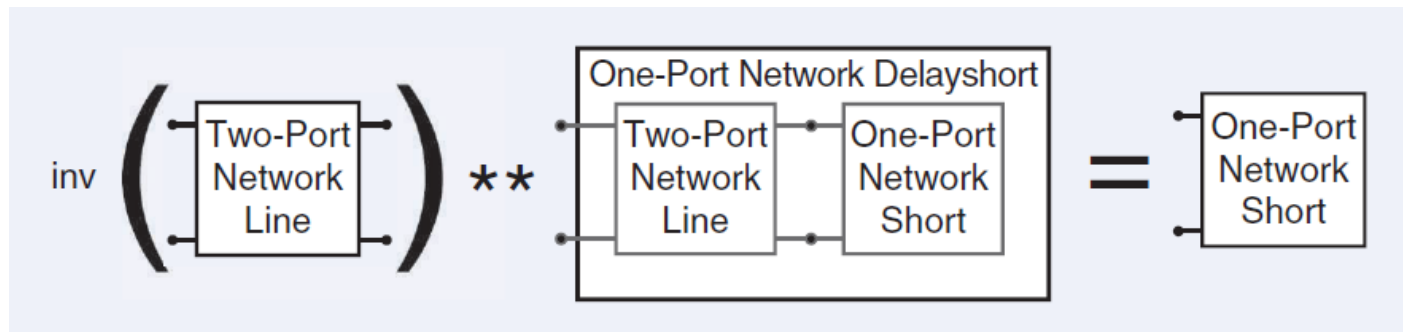 One-Port Network Delayshort
inv ( Two-Port
Network
Line ) ** Two-Port
Network
Line
One-Port
Network
Short
= One-Port
Network
Short